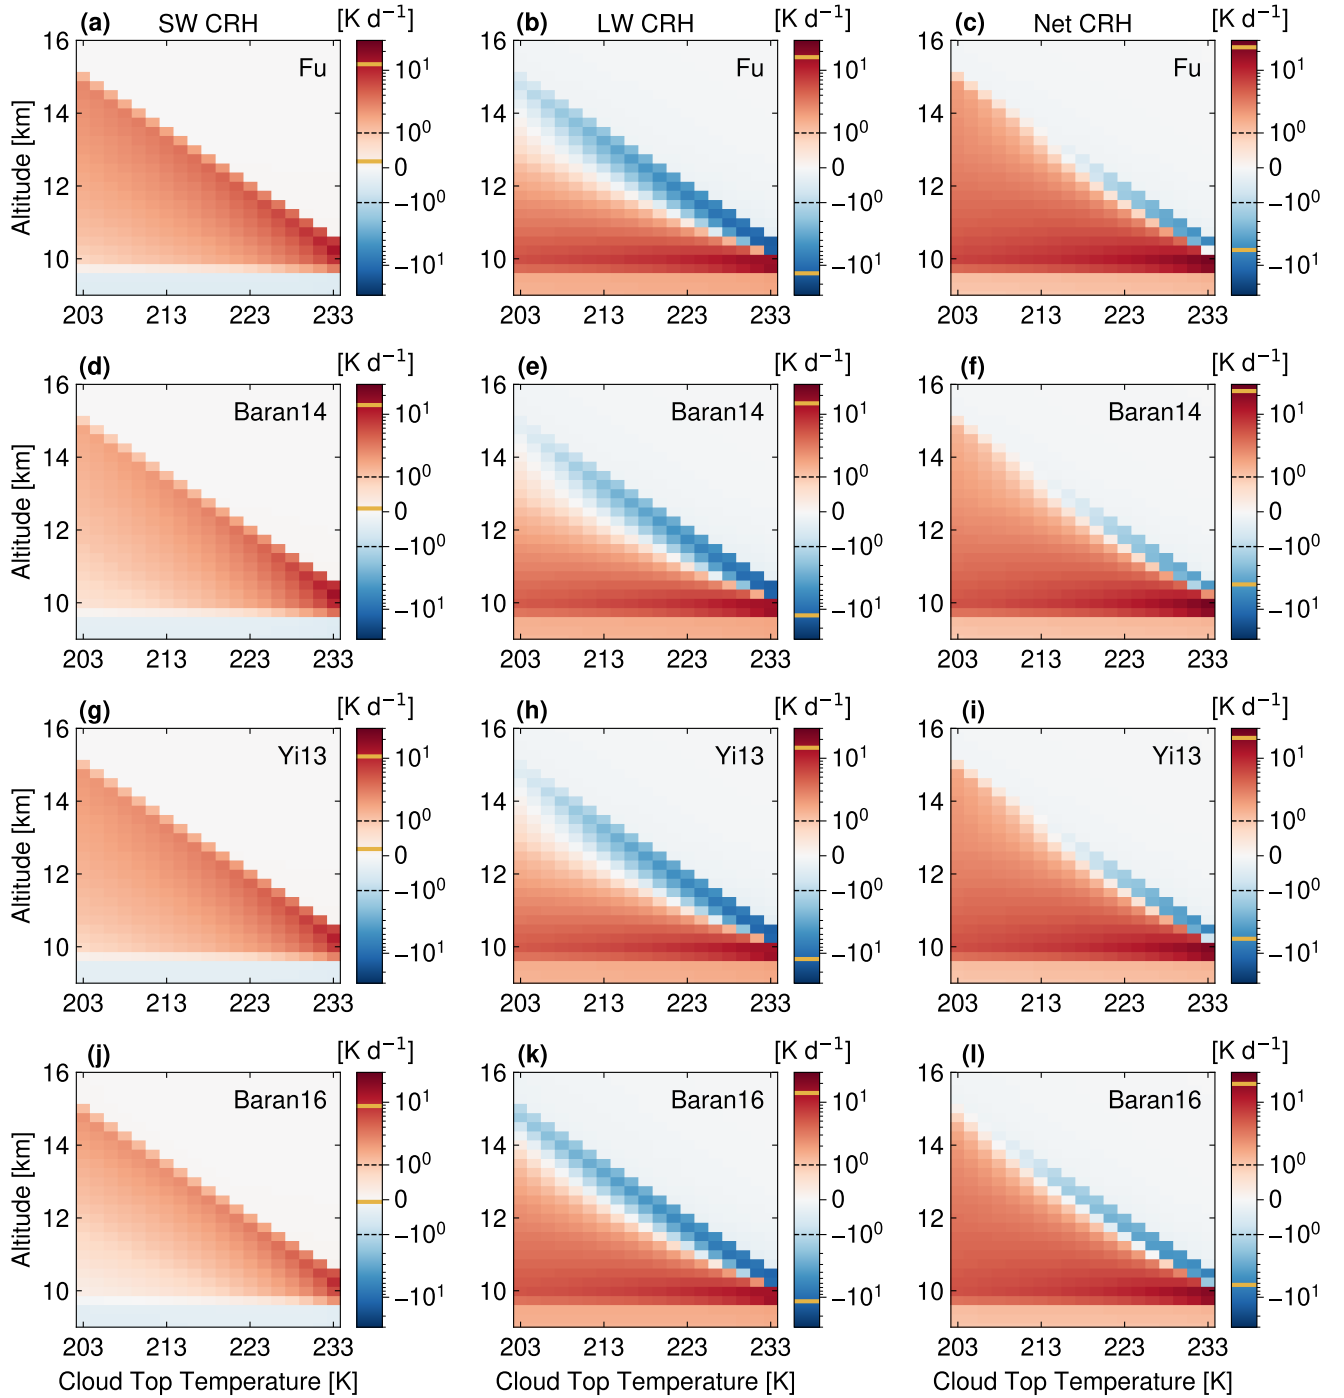 (a) SW CRH [K d⁻¹] (b) LW CRH [K d⁻¹] (c) Net CRH [K d⁻¹]
16 Fu 10¹ 16 Fu 10¹ 16 Fu 10¹
14 10⁰ 14 10⁰ 14 10⁰
Altitude [km]
12 0 12 0 12 0
−10⁰ −10⁰ −10⁰
10 −10¹ 10 −10¹ 10 −10¹
203 213 223 233 203 213 223 233 203 213 223 233
(d) [K d⁻¹] (e) [K d⁻¹] (f) [K d⁻¹]
16 Baran14 10¹ 16 Baran14 10¹ 16 Baran14 10¹
14 10⁰ 14 10⁰ 14 10⁰
Altitude [km]
12 0 12 0 12 0
−10⁰ −10⁰ −10⁰
10 −10¹ 10 −10¹ 10 −10¹
203 213 223 233 203 213 223 233 203 213 223 233
(g) [K d⁻¹] (h) [K d⁻¹] (i) [K d⁻¹]
16 Yi13 10¹ 16 Yi13 10¹ 16 Yi13 10¹
14 10⁰ 14 10⁰ 14 10⁰
Altitude [km]
12 0 12 0 12 0
−10⁰ −10⁰ −10⁰
10 −10¹ 10 −10¹ 10 −10¹
203 213 223 233 203 213 223 233 203 213 223 233
(j) [K d⁻¹] (k) [K d⁻¹] (l) [K d⁻¹]
16 Baran16 10¹ 16 Baran16 10¹ 16 Baran16 10¹
14 10⁰ 14 10⁰ 14 10⁰
Altitude [km]
12 0 12 0 12 0
−10⁰ −10⁰ −10⁰
10 −10¹ 10 −10¹ 10 −10¹
203 213 223 233 203 213 223 233 203 213 223 233
Cloud Top Temperature [K] Cloud Top Temperature [K] Cloud Top Temperature [K]